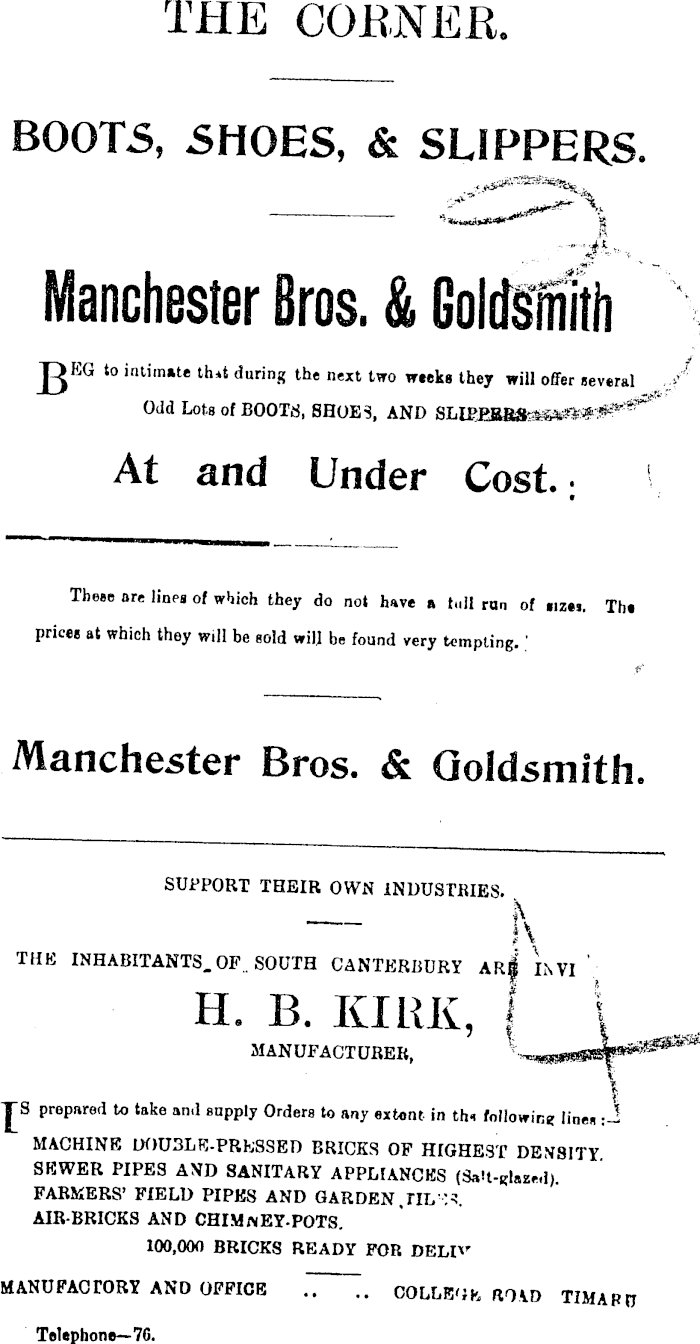 THE CORNER.
BOOTS, SHOES, & SLIPPERS.
Manchester Bros. & Goldsmith
BEG to intimate that during the next two weeks they will offer several
Odd Lots of BOOTS, SHOES, AND SLIPPERS
At and Under Cost.
These are lines of which they do not have a full run of sizes. The
prices at which they will be sold will be found very tempting.
Manchester Bros. & Goldsmith.
SUPPORT THEIR OWN INDUSTRIES.
THE INHABITANTS OF SOUTH CANTERBURY ARE INVI
H. B. KIRK,
MANUFACTURER,
IS prepared to take and supply Orders to any extent in the following lines :—
MACHINE DOUBLE-PRESSED BRICKS OF HIGHEST DENSITY.
SEWER PIPES AND SANITARY APPLIANCES (Salt-glazed).
FARMERS' FIELD PIPES AND GARDEN TILES.
AIR-BRICKS AND CHIMNEY-POTS.
100,000 BRICKS READY FOR DELIV
MANUFACTORY AND OFFICE .. .. COLLEGE ROAD TIMARU
Telephone—76.